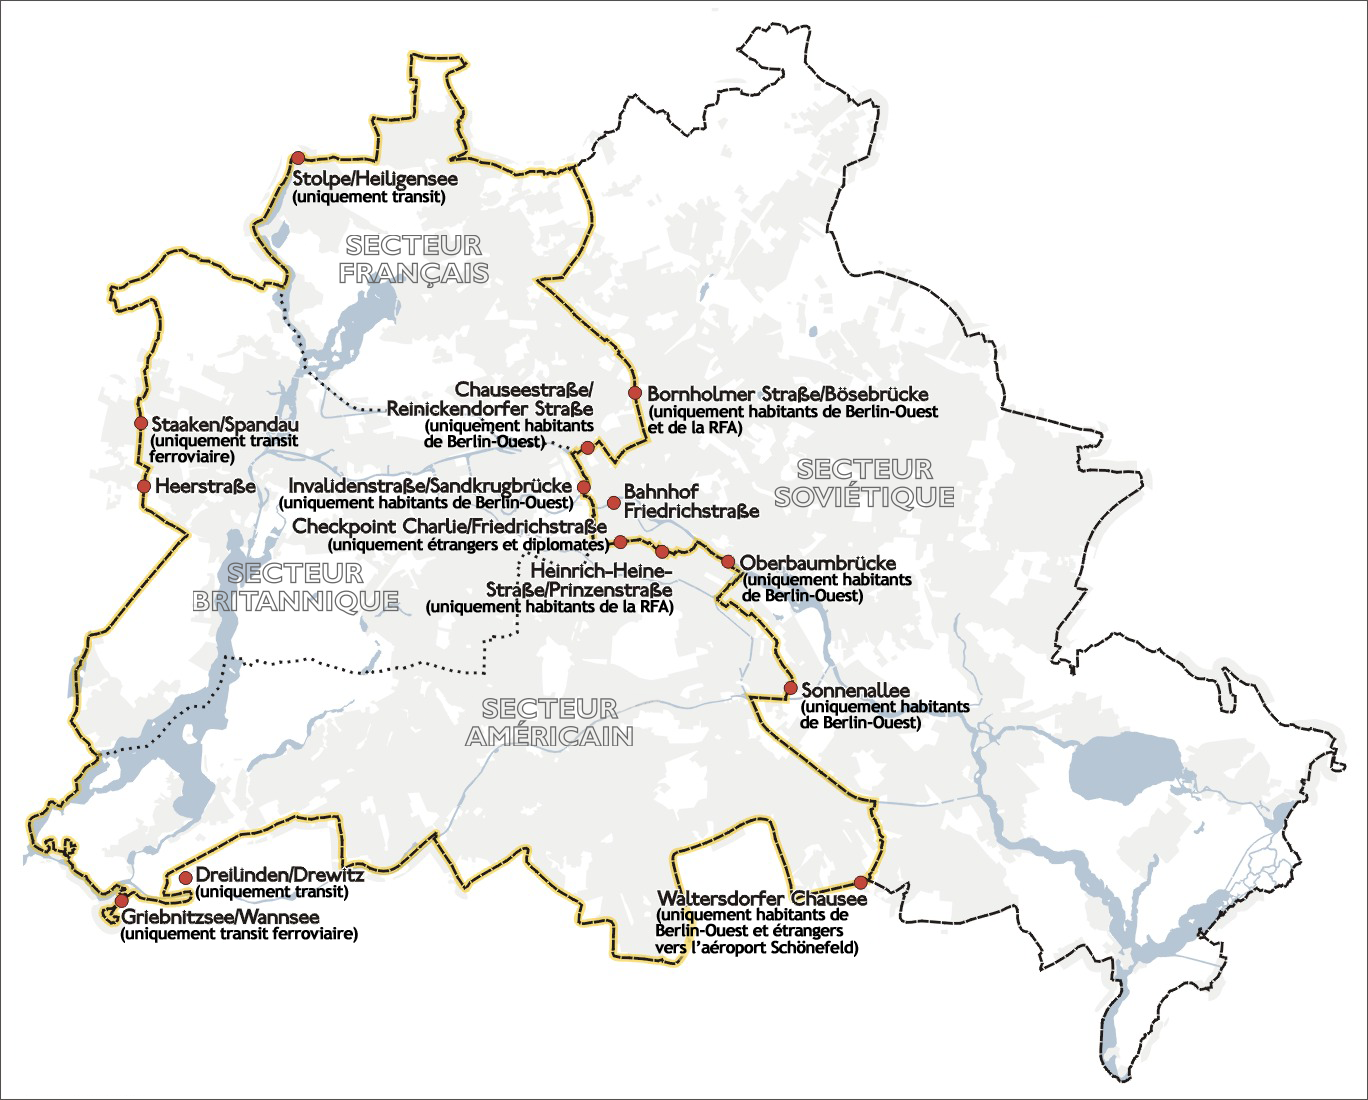 Stolpe/Heiligensee
(uniquement transit)
SECTEUR
FRANÇAIS
Chauseestraße/
Reinickendorfer Straße
(uniquement habitants
de Berlin-Ouest)
Bornholmer Straße/Bösebrücke
(uniquement habitants de Berlin-Ouest
et de la RFA)
Staaken/Spandau
(uniquement transit
ferroviaire)
Heerstraße
Invalidenstraße/Sandkrugbrücke
(uniquement habitants de Berlin-Ouest)
Bahnhof
Friedrichstraße
SECTEUR
SOVIÉTIQUE
Checkpoint Charlie/Friedrichstraße
(uniquement étrangers et diplomates)
Heinrich-Heine-
Straße/Prinzenstraße
(uniquement habitants de la RFA)
Oberbaumbrücke
(uniquement habitants
de Berlin-Ouest)
SECTEUR
BRITANNIQUE
Sonnenallee
(uniquement habitants
de Berlin-Ouest)
SECTEUR
AMÉRICAIN
Dreilinden/Drewitz
(uniquement transit)
Griebnitzsee/Wannsee
(uniquement transit ferroviaire)
Waltersdorfer Chausee
(uniquement habitants de
Berlin-Ouest et étrangers
vers l'aéroport Schönefeld)